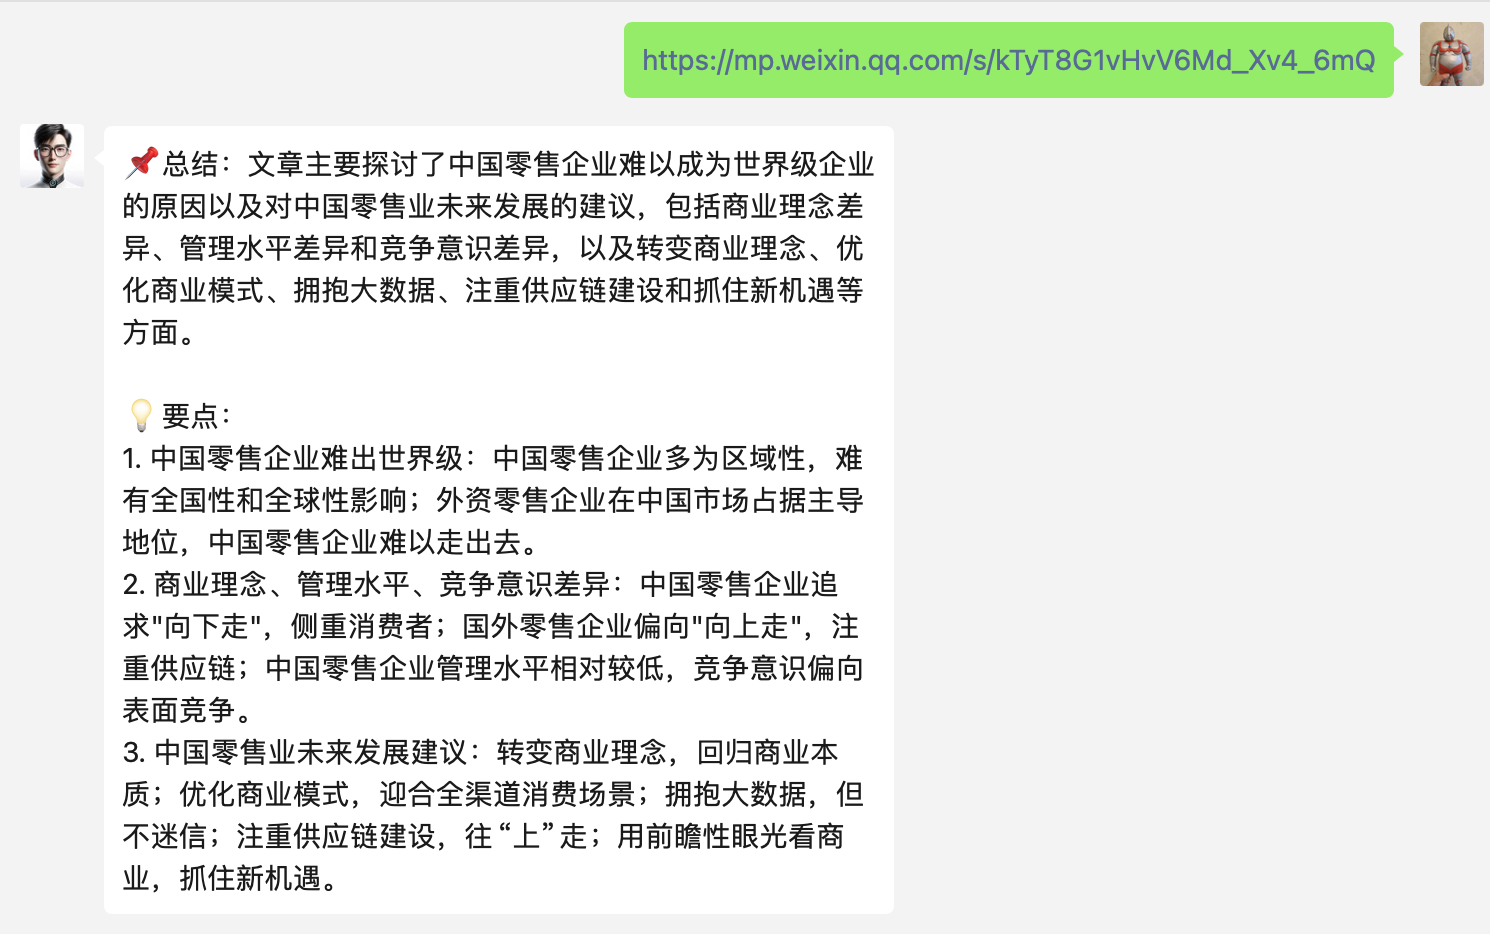 https://mp.weixin.qq.com/s/kTyT8G1vHvV6Md_Xv4_6mQ
📌总结：文章主要探讨了中国零售企业难以成为世界级企业
的原因以及对中国零售业未来发展的建议，包括商业理念差
异、管理水平差异和竞争意识差异，以及转变商业理念、优
化商业模式、拥抱大数据、注重供应链建设和抓住新机遇等
方面。
💡要点：
1. 中国零售企业难出世界级：中国零售企业多为区域性，难
有全国性和全球性影响；外资零售企业在中国市场占据主导
地位，中国零售企业难以走出去。
2. 商业理念、管理水平、竞争意识差异：中国零售企业追
求"向下走"，侧重消费者；国外零售企业偏向"向上走"，注
重供应链；中国零售企业管理水平相对较低，竞争意识偏向
表面竞争。
3. 中国零售业未来发展建议：转变商业理念，回归商业本
质；优化商业模式，迎合全渠道消费场景；拥抱大数据，但
不迷信；注重供应链建设，往“上”走；用前瞻性眼光看商
业，抓住新机遇。